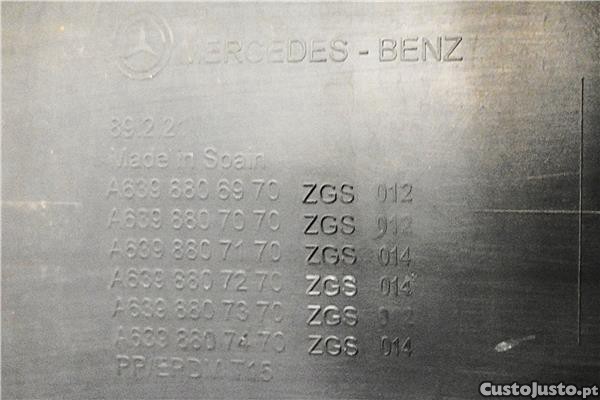 MERCEDES - BENZ
89.2 21
Made in Spain
A639 880 69 70 ZGS 012
A639 880 70 70 ZGS 012
A639 880 71 70 ZGS 014
A639 880 72 70 ZGS 014
A639 880 73 70 ZGS 012
A639 880 74 70 ZGS 014
PP/EPDM T15
CustoJusto.pt